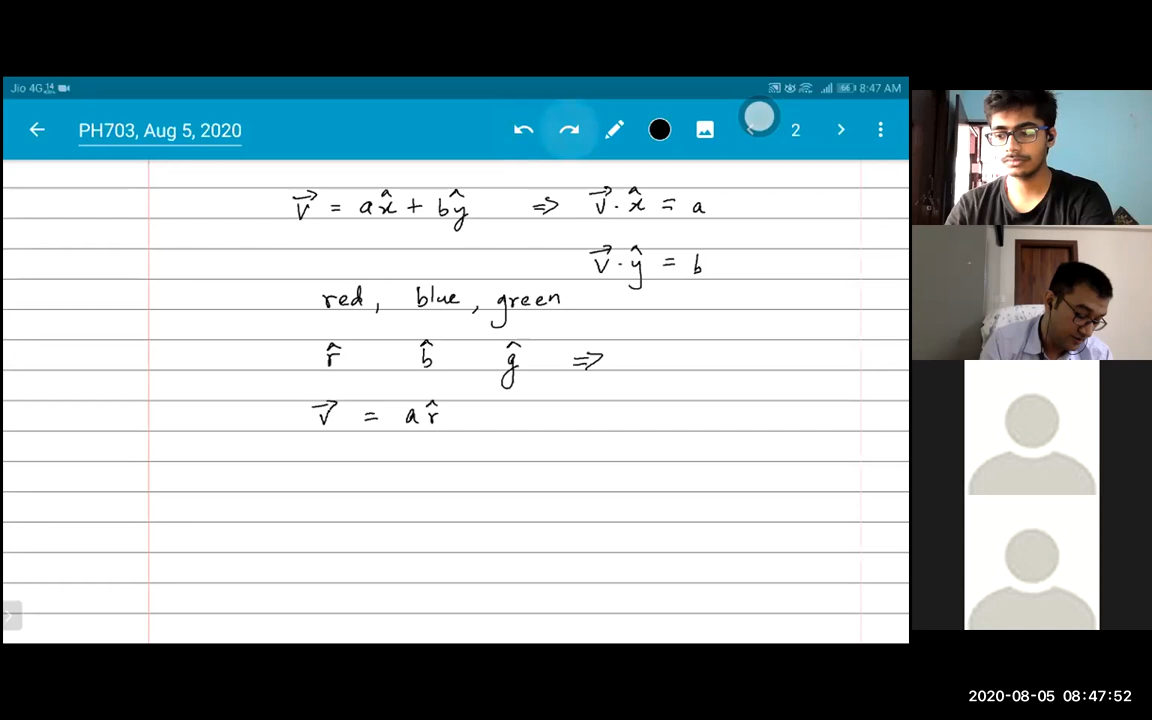 Jio 4G 8:47 AM
PH703, Aug 5, 2020 2
v⃗ = ax̂ + bŷ ⇒ v⃗ · x̂ = a
v⃗ · ŷ = b
red, blue, green
r̂ b̂ ĝ ⇒
v⃗ = ar̂
2020-08-05 08:47:52